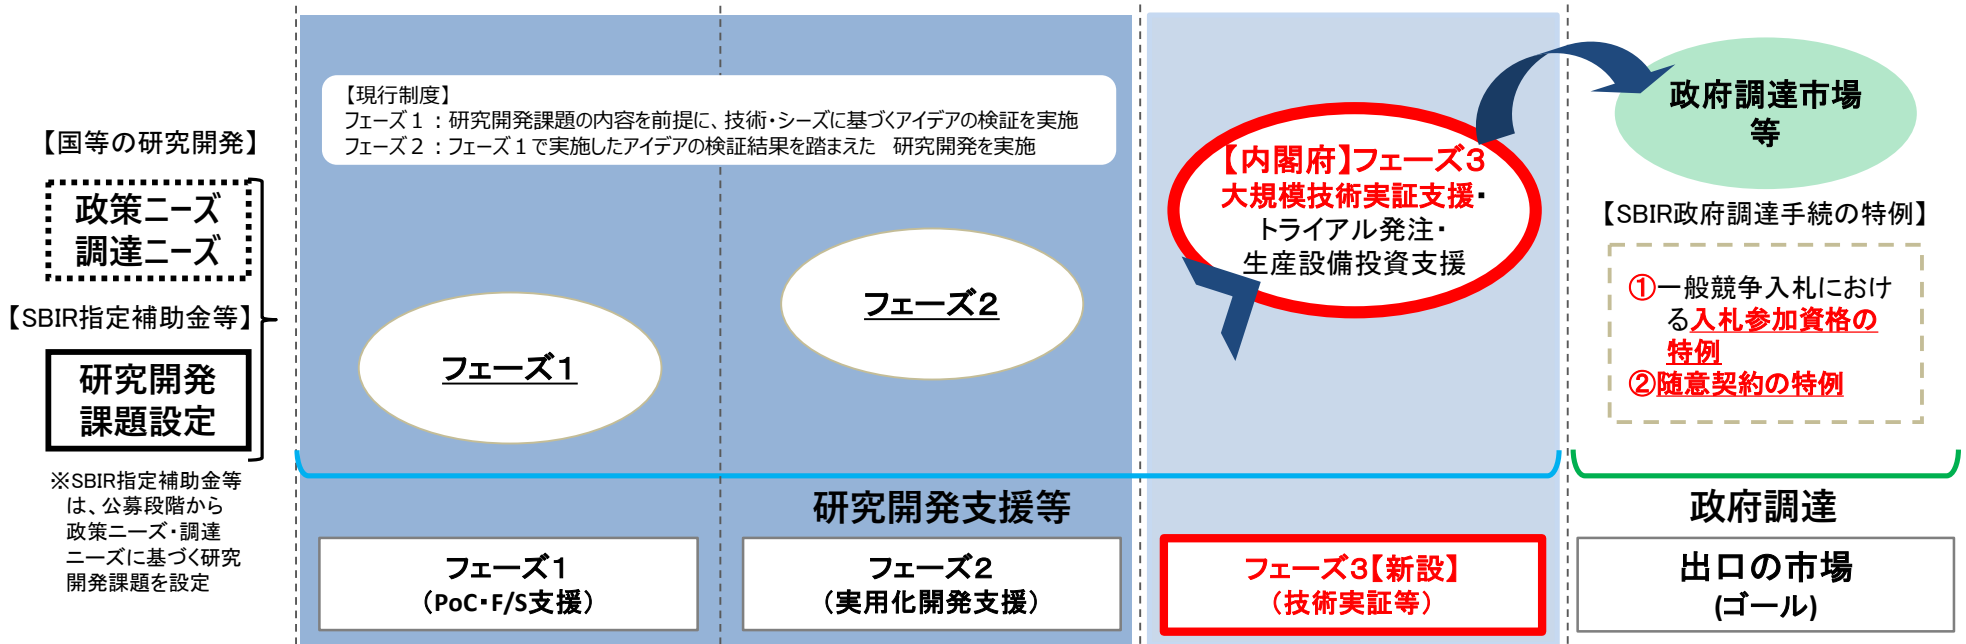 【国等の研究開発】
政策ニーズ
調達ニーズ
【SBIR指定補助金等】
研究開発
課題設定
※SBIR指定補助金等
は、公募段階から
政策ニーズ・調達
ニーズに基づく研究
開発課題を設定
【現行制度】
フェーズ１：研究開発課題の内容を前提に、技術・シーズに基づくアイデアの検証を実施
フェーズ２：フェーズ１で実施したアイデアの検証結果を踏まえた　研究開発を実施
フェーズ１
フェーズ２
【内閣府】フェーズ３
大規模技術実証支援・
トライアル発注・
生産設備投資支援
政府調達市場
等
【SBIR政府調達手続の特例】
①一般競争入札におけ
る入札参加資格の
特例
②随意契約の特例
研究開発支援等
政府調達
フェーズ１
（PoC・F/S支援）
フェーズ２
（実用化開発支援）
フェーズ３【新設】
（技術実証等）
出口の市場
(ゴール)